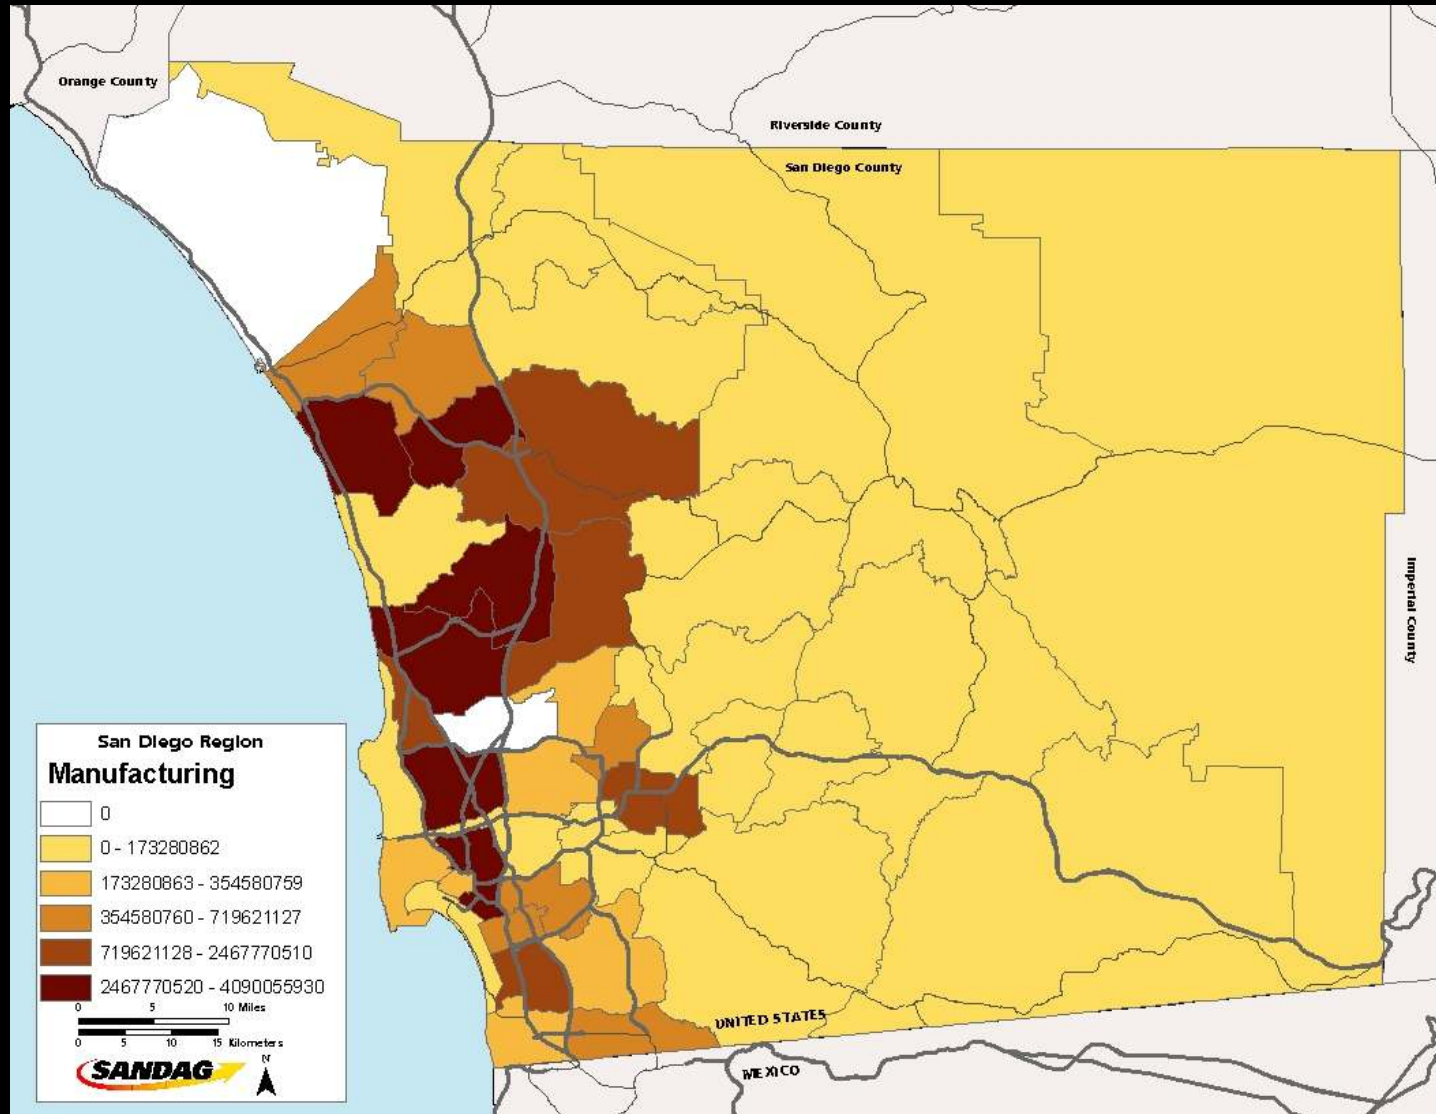 Orange County
Riverside County
San Diego County
Imperial County
San Diego Region
Manufacturing
0
0 - 173280862
173280863 - 354580759
354580760 - 719621127
719621128 - 2467770510
2467770520 - 4090055930
0 5 10 Miles
0 5 10 15 Kilometers
SANDAG
N
UNITED STATES
MEXICO